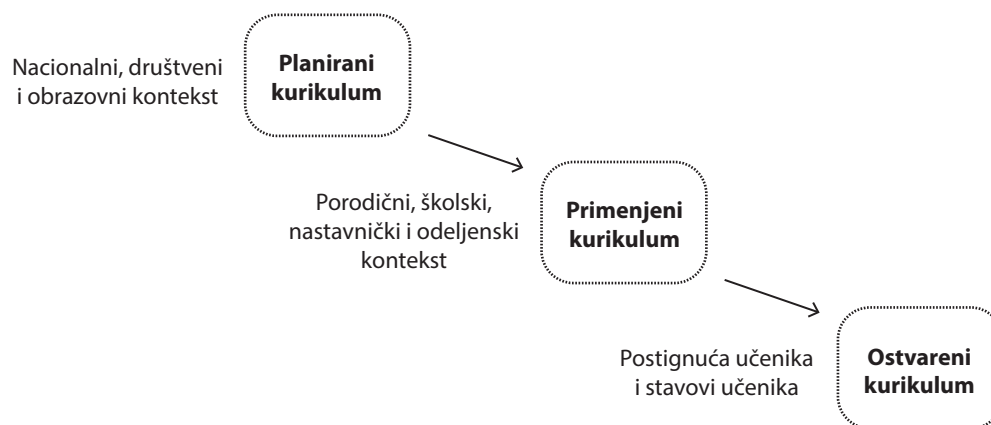 Nacionalni, društveni
i obrazovni kontekst
Planirani
kurikulum
Porodični, školski,
nastavnički i odeljenski
kontekst
Primenjeni
kurikulum
Postignuća učenika
i stavovi učenika
Ostvareni
kurikulum